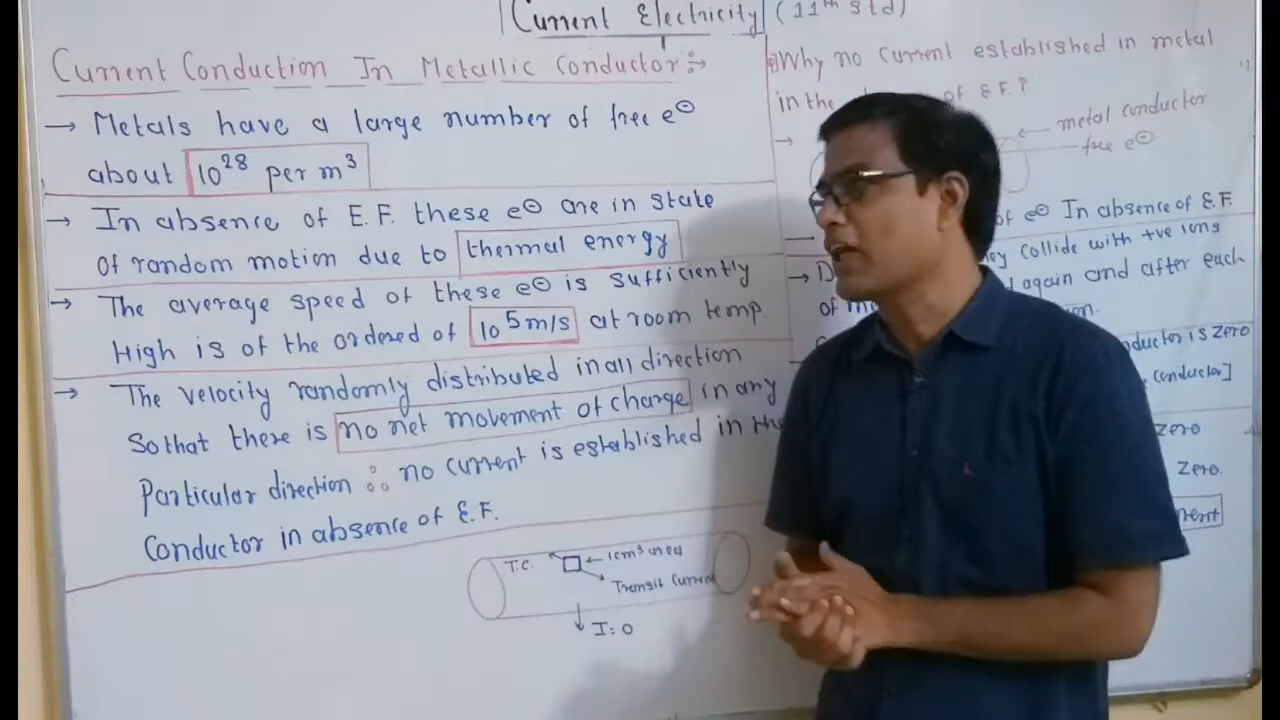 Current Electricity (11th Std)
Current Conduction In Metallic Conductor :→
→ Metals have a large number of free e⊖
about 10²⁸ per m³
→ In absence of E.F. these e⊖ are in state
of random motion due to thermal energy
→ The average speed of these e⊖ is sufficiently
High is of the ordered of 10⁵m/s at room temp.
→ The velocity randomly distributed in all direction
So that there is no net movement of charge in any
Particular direction ∴ no current is established in the
Conductor in absence of E.F.
T.C. ← 1cm³ area
Transit Current
I=0
Why no current established in metal
in the of E.F.?
→ ← metal conductor
free e⊖
of e⊖ In absence of E.F.
collide with +ve ions
→ again and after each
of
conductor is zero
conductor]
zero
zero.